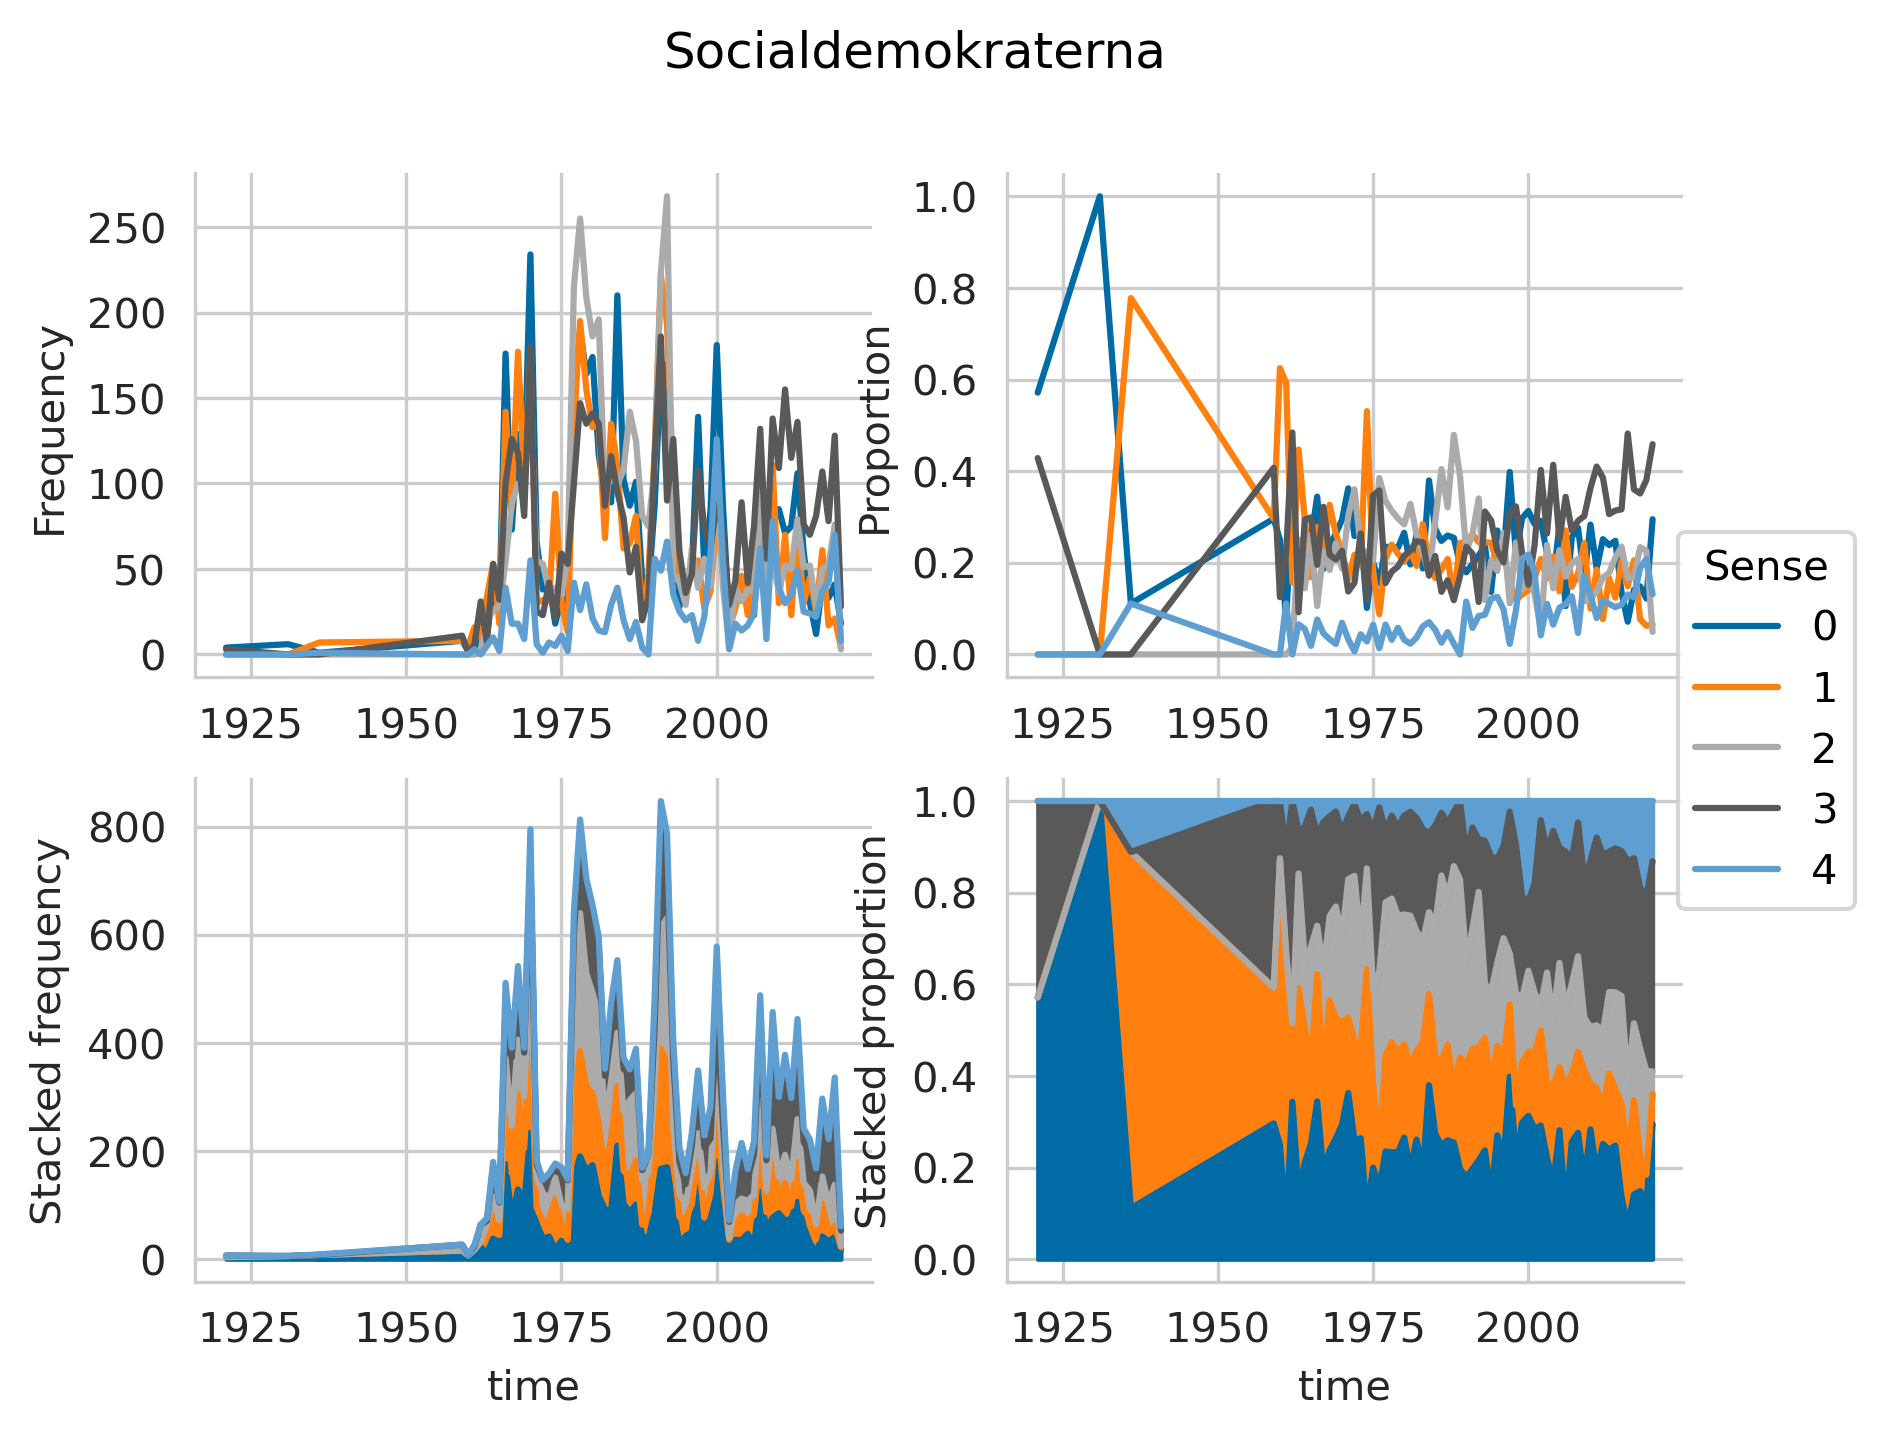 Socialdemokraterna
Frequency
250
200
150
100
50
0
1925 1950 1975 2000
Proportion
1.0
0.8
0.6
0.4
0.2
0.0
1925 1950 1975 2000
Stacked frequency
800
600
400
200
0
1925 1950 1975 2000
time
Stacked proportion
1.0
0.8
0.6
0.4
0.2
0.0
1925 1950 1975 2000
time
Sense
0
1
2
3
4